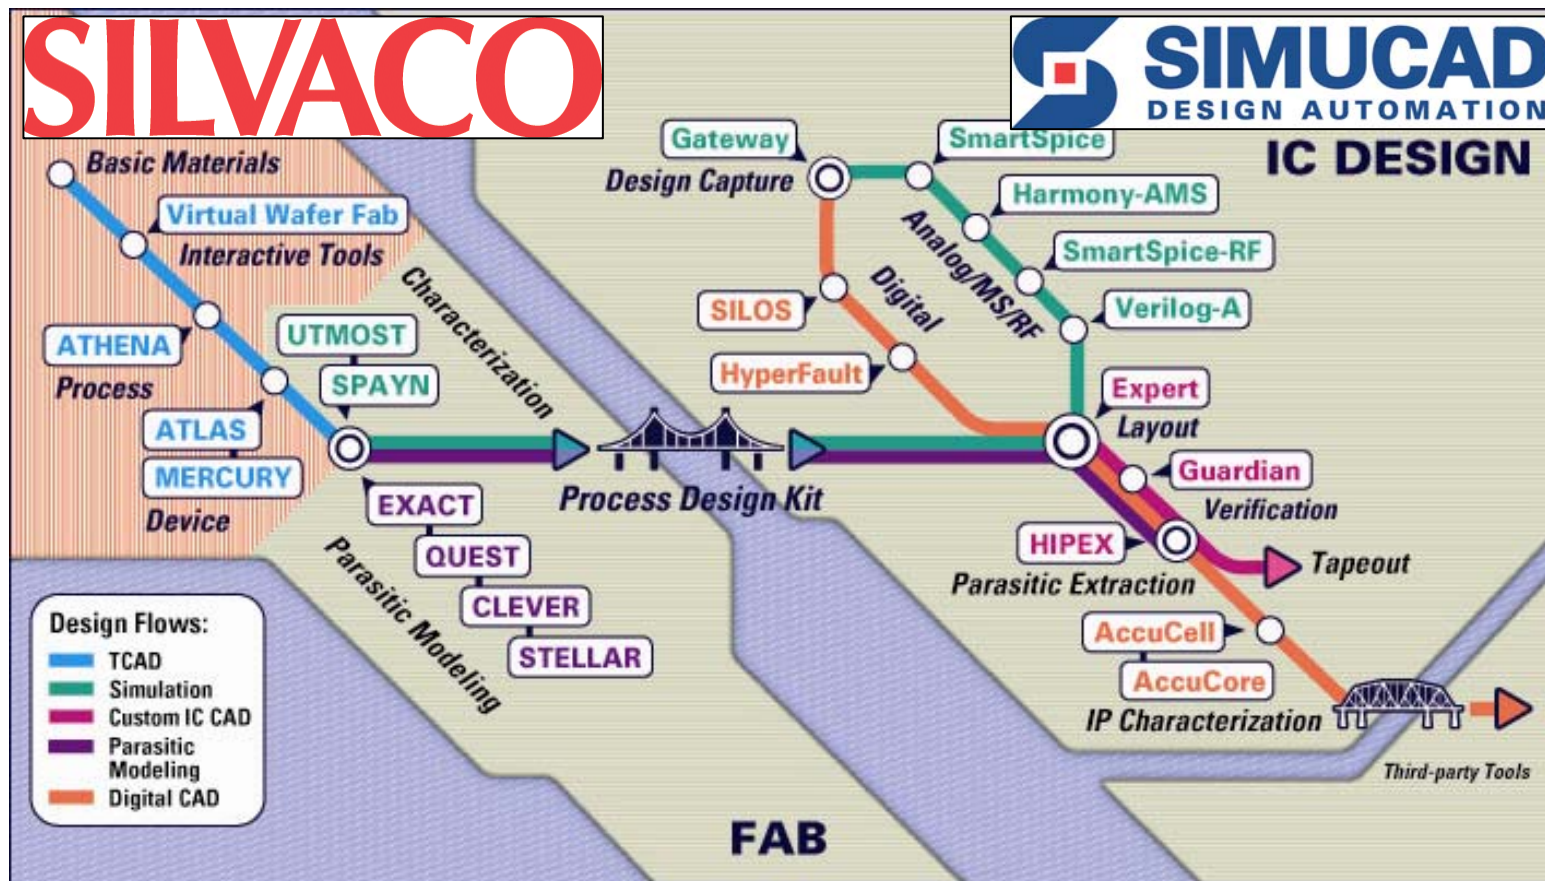 SILVACO
SIMUCAD
DESIGN AUTOMATION
IC DESIGN
Basic Materials
Virtual Wafer Fab
Interactive Tools
ATHENA
Process
ATLAS
MERCURY
Device
UTMOST
SPAYN
Characterization
EXACT
QUEST
CLEVER
STELLAR
Parasitic Modeling
Process Design Kit
Gateway
Design Capture
SmartSpice
Harmony-AMS
SmartSpice-RF
Verilog-A
Analog/MS/RF
Digital
SILOS
HyperFault
Expert
Layout
Guardian
Verification
HIPEX
Parasitic Extraction
Tapeout
AccuCell
AccuCore
IP Characterization
Third-party Tools
Design Flows:
TCAD
Simulation
Custom IC CAD
Parasitic
Modeling
Digital CAD
FAB